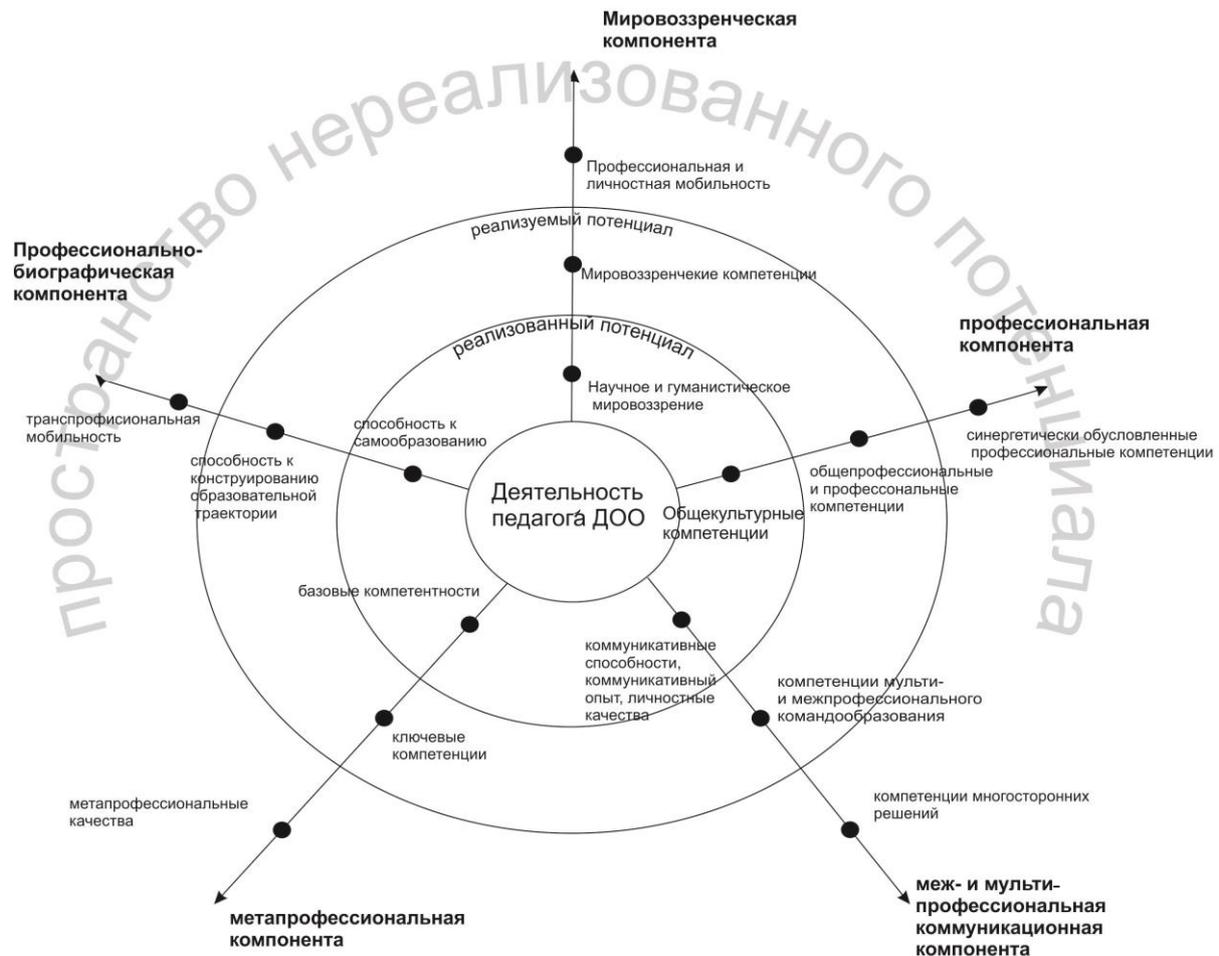 Мировоззренческая
компонента
пространство нереализованного потенциала
Профессиональная и
личностная мобильность
реализуемый потенциал
Мировоззренчекие компетенции
реализованный потенциал
Научное и гуманистическое
мировоззрение
Профессионально-
биографическая
компонента
транспрофисиональная
мобильность
способность к
конструированию
образовательной
траектории
способность к
самообразованию
профессиональная
компонента
синергетически обусловленные
профессиональные компетенции
общепрофессиональные
и профессональные
компетенции
Общекультурные
компетенции
Деятельность
педагога ДОО
базовые компетентности
ключевые
компетенции
метапрофессиональные
качества
метапрофессиональная
компонента
коммуникативные
способности,
коммуникативный
опыт, личностные
качества
компетенции мульти-
и межпрофессионального
командообразования
компетенции многосторонних
решений
меж- и мульти-
профессиональная
коммуникационная
компонента